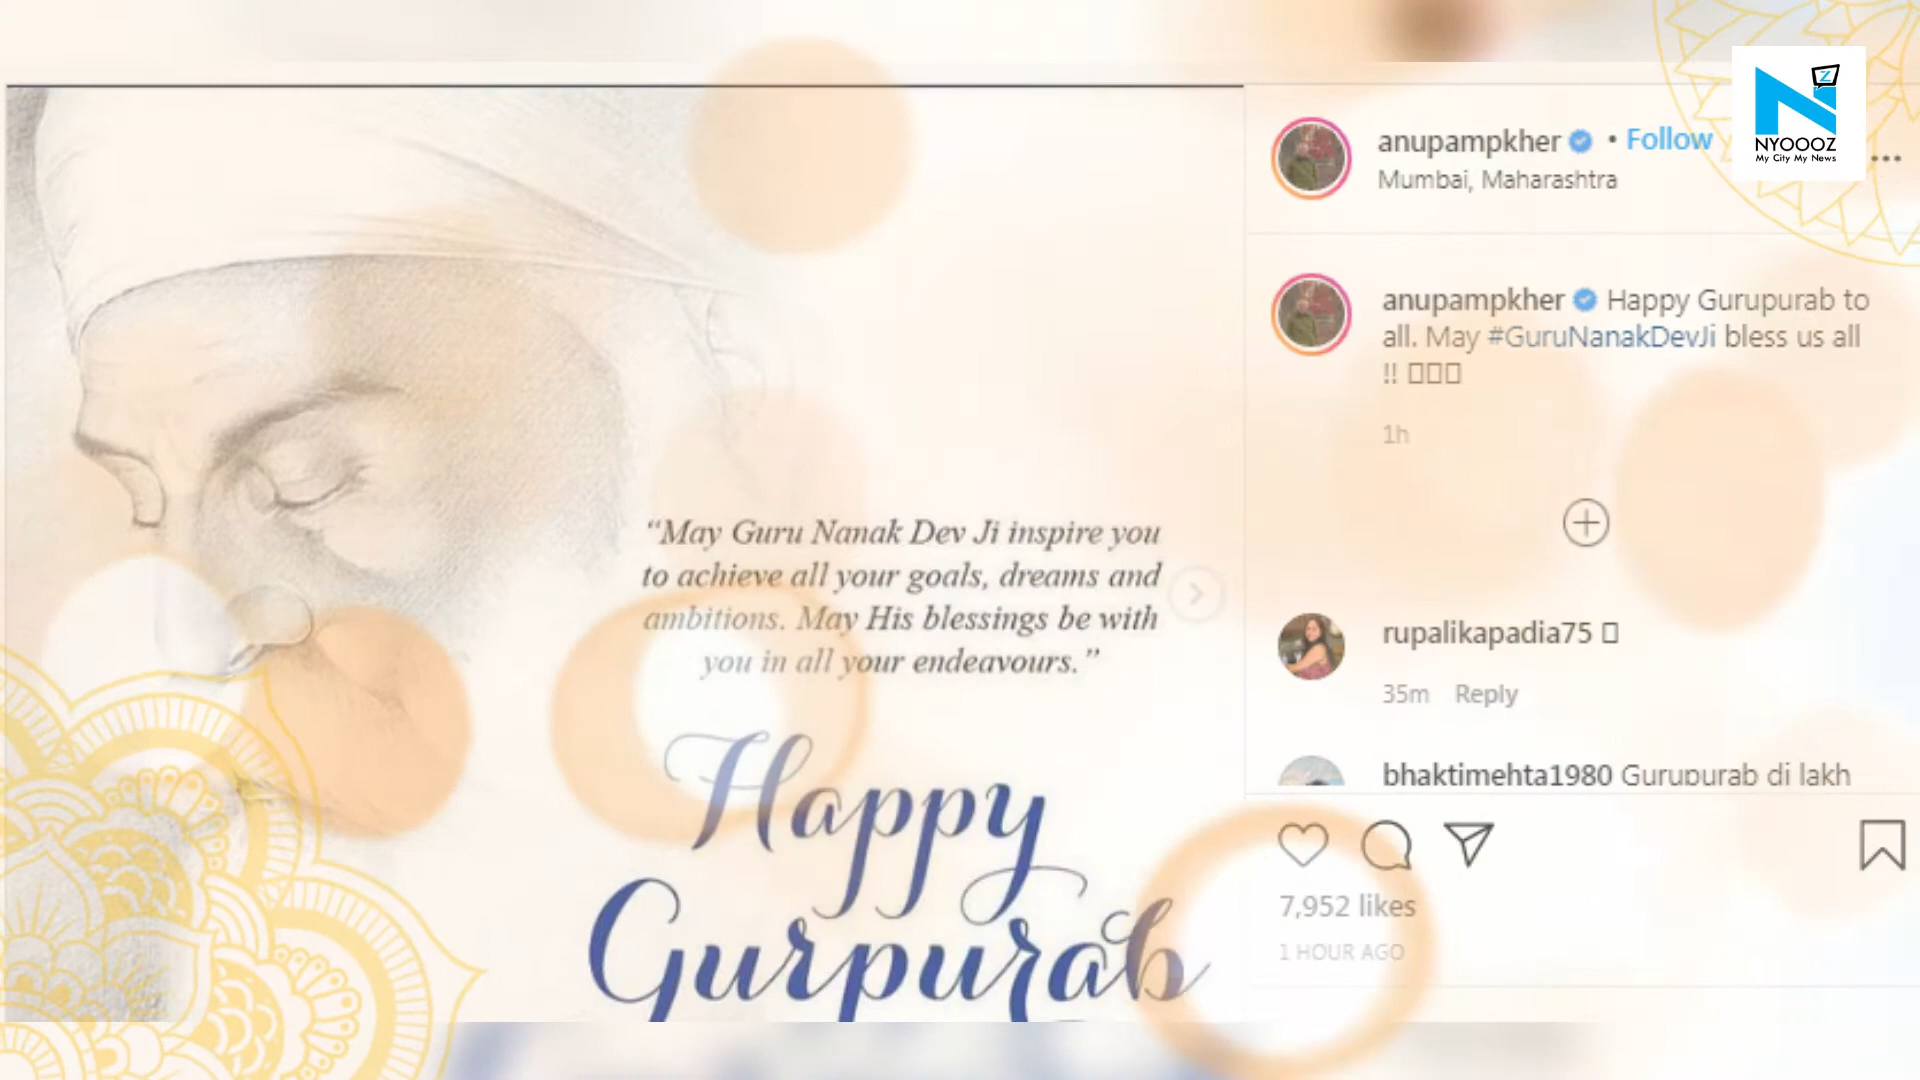 “May Guru Nanak Dev Ji inspire you
to achieve all your goals, dreams and
ambitions. May His blessings be with
you in all your endeavours.”
Happy
Gurpurab
anupampkher • Follow
Mumbai, Maharashtra
Z
NYOOOZ
My City My News
anupampkher Happy Gurupurab to
all. May #GuruNanakDevJi bless us all
!! 
1h
rupalikapadia75
35m Reply
bhaktimehta1980 Gurupurab di lakh
7,952 likes
1 HOUR AGO